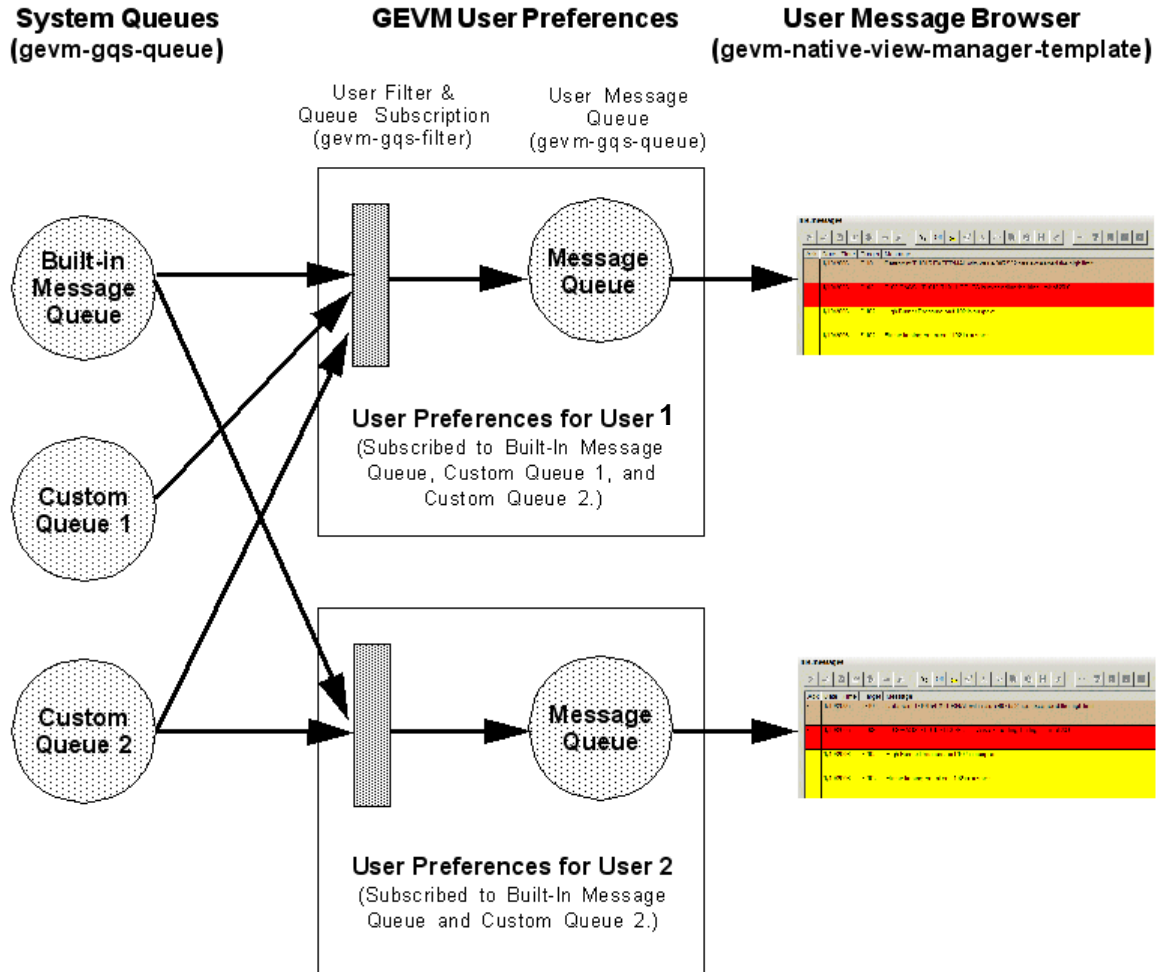 System Queues
(gevm-gqs-queue)
GEVM User Preferences
User Message Browser
(gevm-native-view-manager-template)
User Filter &
Queue Subscription
(gevm-gqs-filter)
User Message
Queue
(gevm-gqs-queue)
Built-in
Message
Queue
Message
Queue
User Preferences for User 1
(Subscribed to Built-In Message
Queue, Custom Queue 1, and
Custom Queue 2.)
Custom
Queue 1
Custom
Queue 2
Message
Queue
User Preferences for User 2
(Subscribed to Built-In Message
Queue and Custom Queue 2.)
Message